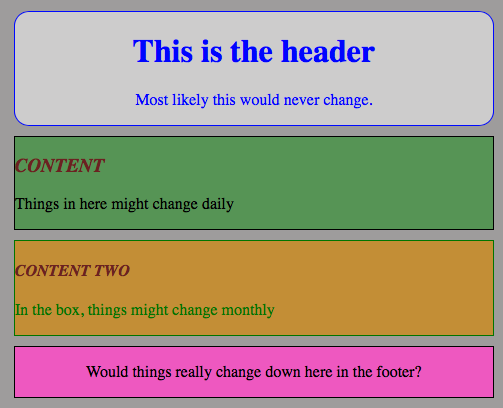 This is the header
Most likely this would never change.
CONTENT
Things in here might change daily
CONTENT TWO
In the box, things might change monthly
Would things really change down here in the footer?